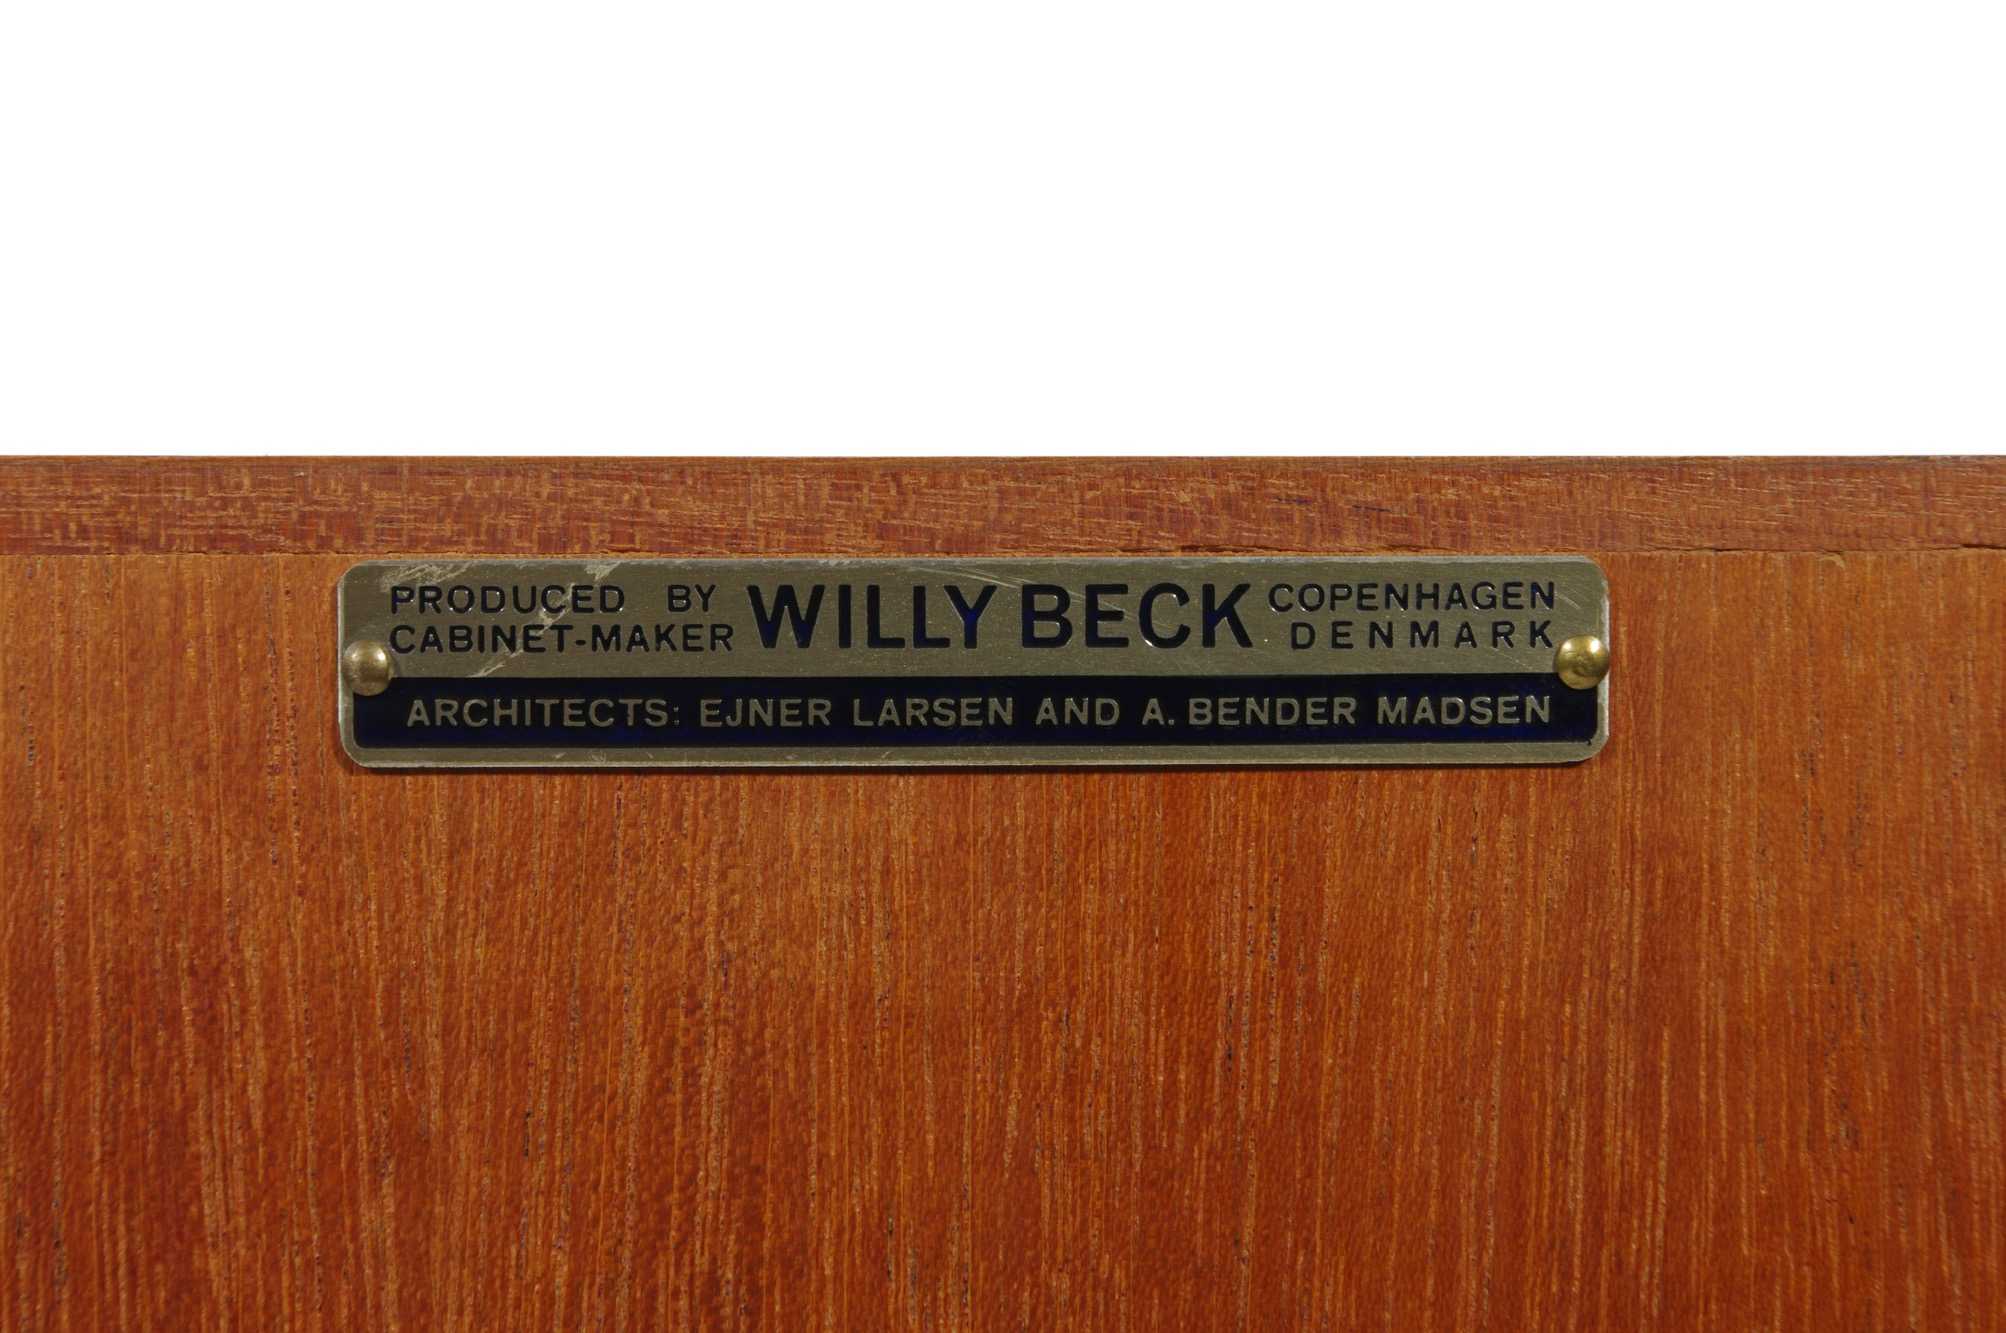 PRODUCED BY
CABINET-MAKER
WILLY BECK
COPENHAGEN
DENMARK
ARCHITECTS: EJNER LARSEN AND A. BENDER MADSEN